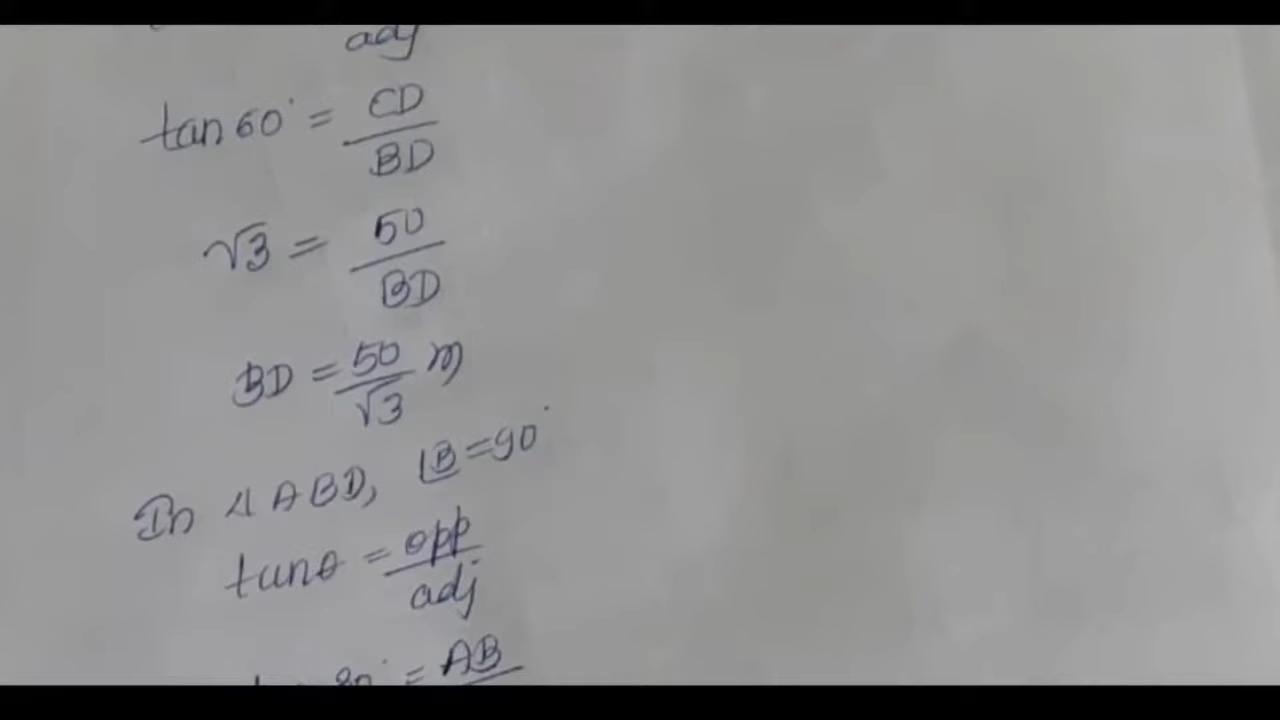 adj
tan 60° = CD/BD
√3 = 50/BD
BD = 50/√3 m
In △ABD, ∠B = 90°
tanθ = opp/adj
= AB